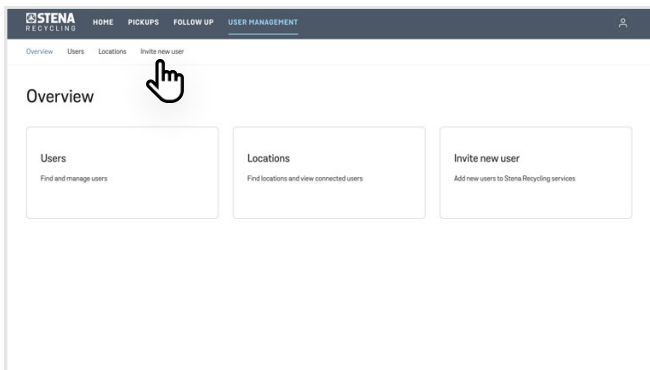 STENA
RECYCLING
HOME PICKUPS FOLLOW UP USER MANAGEMENT
Overview Users Locations Invite new user
Overview
Users Locations Invite new user
Find and manage users Find locations and view connected users Add new users to Stena Recycling services